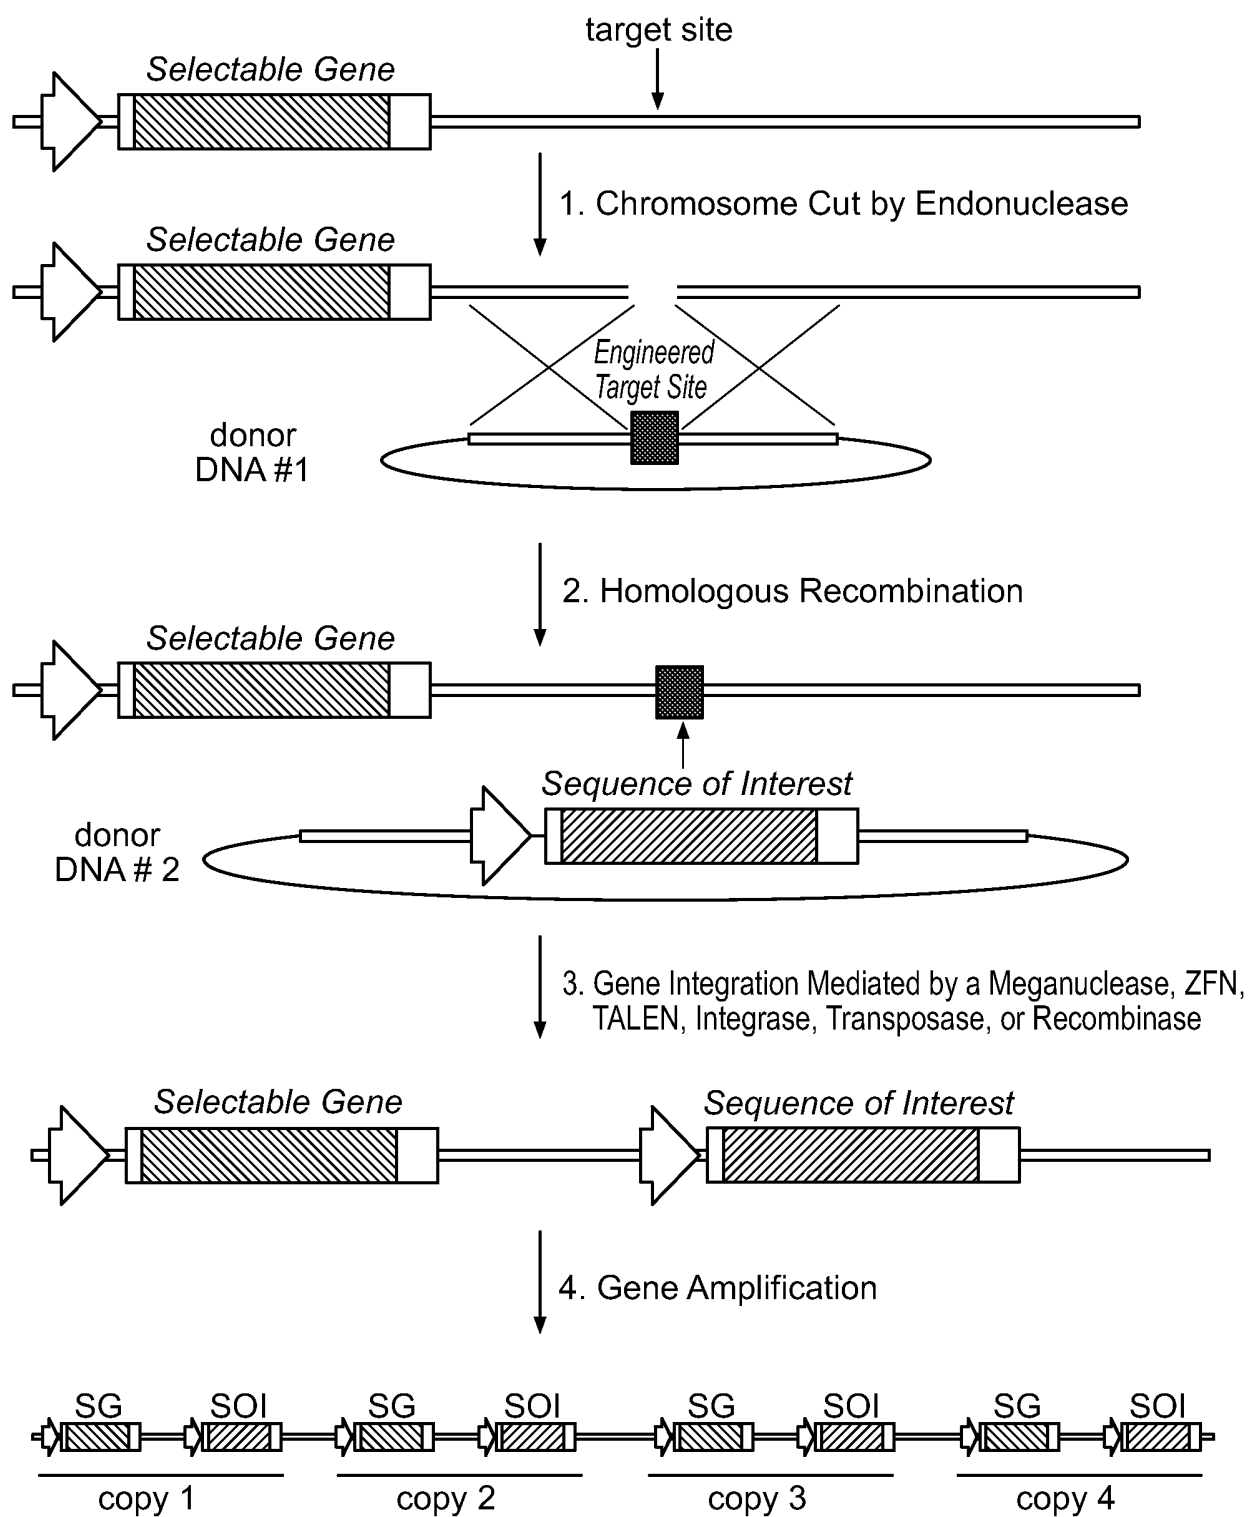 target site
Selectable Gene
1. Chromosome Cut by Endonuclease
Selectable Gene
Engineered
Target Site
donor
DNA #1
2. Homologous Recombination
Selectable Gene
Sequence of Interest
donor
DNA # 2
3. Gene Integration Mediated by a Meganuclease, ZFN,
TALEN, Integrase, Transposase, or Recombinase
Selectable Gene Sequence of Interest
4. Gene Amplification
SG SOI SG SOI SG SOI SG SOI
copy 1 copy 2 copy 3 copy 4